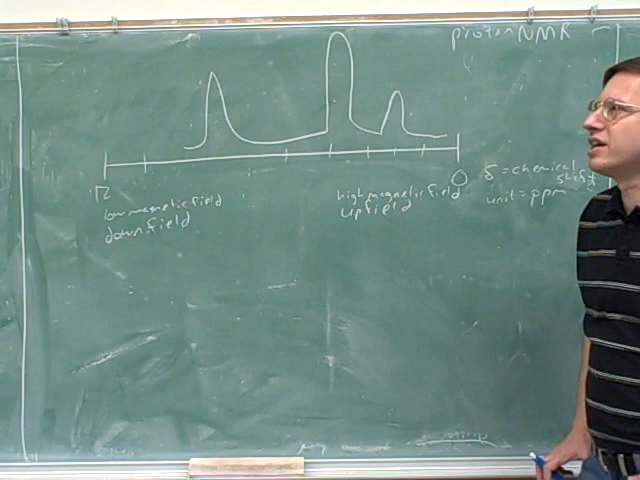 proton NMR
12
0
δ = chemical
shift
unit = ppm
low magnetic field
downfield
high magnetic field
upfield